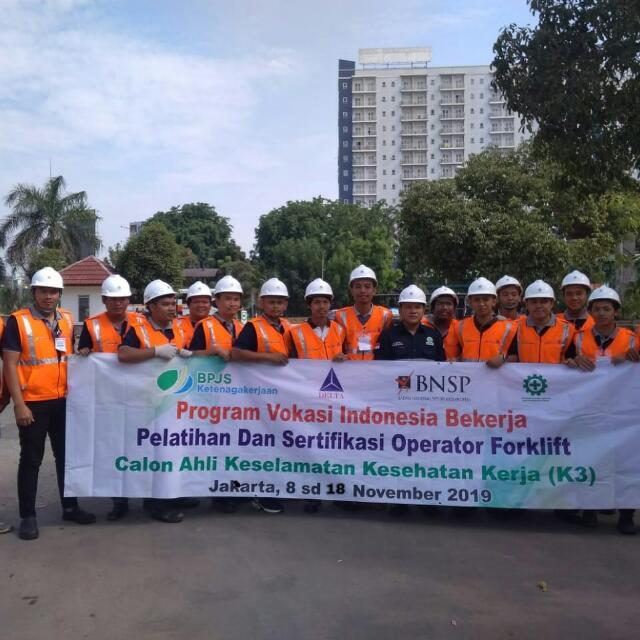 BPJS
Ketenagakerjaan
DELTA
BNSP
Program Vokasi Indonesia Bekerja
Pelatihan Dan Sertifikasi Operator Forklift
Calon Ahli Keselamatan Kesehatan Kerja (K3)
Jakarta, 8 sd 18 November 2019